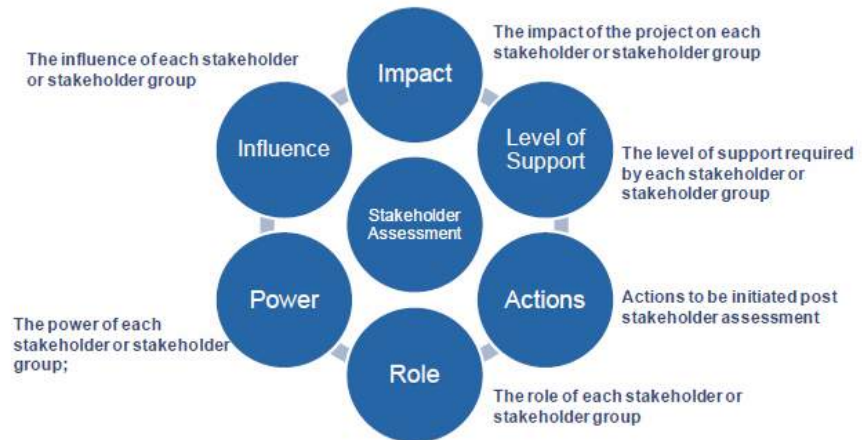 The impact of the project on each
stakeholder or stakeholder group
The influence of each stakeholder
or stakeholder group
Impact
Influence
Level of
Support
The level of support required
by each stakeholder or
stakeholder group
Stakeholder
Assessment
Power
Actions
Actions to be initiated post
stakeholder assessment
The power of each
stakeholder or stakeholder
group;
Role
The role of each stakeholder or
stakeholder group